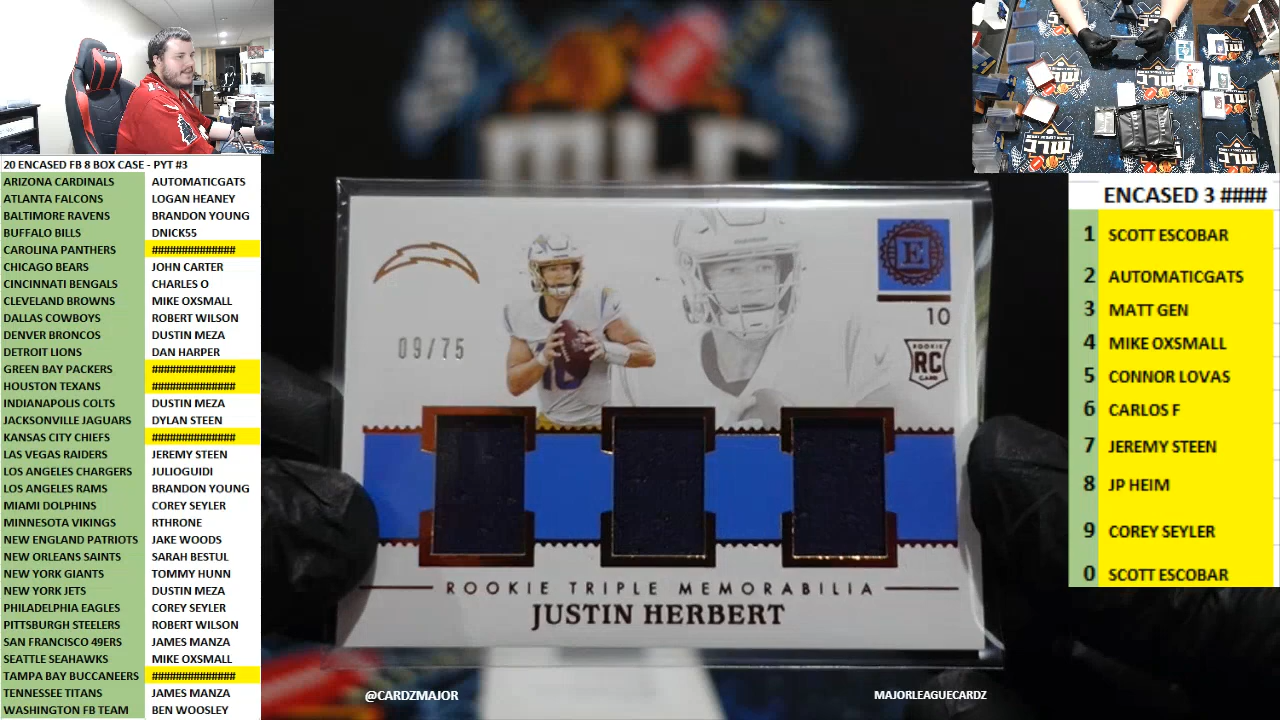 20 ENCASED FB 8 BOX CASE - PYT #3
ARIZONA CARDINALS AUTOMATICGATS
ATLANTA FALCONS LOGAN HEANEY
BALTIMORE RAVENS BRANDON YOUNG
BUFFALO BILLS DNICK55
CAROLINA PANTHERS ##############
CHICAGO BEARS JOHN CARTER
CINCINNATI BENGALS CHARLES O
CLEVELAND BROWNS MIKE OXSMALL
DALLAS COWBOYS ROBERT WILSON
DENVER BRONCOS DUSTIN MEZA
DETROIT LIONS DAN HARPER
GREEN BAY PACKERS ##############
HOUSTON TEXANS ##############
INDIANAPOLIS COLTS DUSTIN MEZA
JACKSONVILLE JAGUARS DYLAN STEEN
KANSAS CITY CHIEFS ##############
LAS VEGAS RAIDERS JEREMY STEEN
LOS ANGELES CHARGERS JULIOGUIDI
LOS ANGELES RAMS BRANDON YOUNG
MIAMI DOLPHINS COREY SEYLER
MINNESOTA VIKINGS RTHRONE
NEW ENGLAND PATRIOTS JAKE WOODS
NEW ORLEANS SAINTS SARAH BESTUL
NEW YORK GIANTS TOMMY HUNN
NEW YORK JETS DUSTIN MEZA
PHILADELPHIA EAGLES COREY SEYLER
PITTSBURGH STEELERS ROBERT WILSON
SAN FRANCISCO 49ERS JAMES MANZA
SEATTLE SEAHAWKS MIKE OXSMALL
TAMPA BAY BUCCANEERS ##############
TENNESSEE TITANS JAMES MANZA
WASHINGTON FB TEAM BEN WOOSLEY
MLC
E
10
09/75
ROOKIE
RC
CARD
ROOKIE TRIPLE MEMORABILIA
JUSTIN HERBERT
@CARDZMAJOR
MAJORLEAGUECARDZ
ENCASED 3 ####
1 SCOTT ESCOBAR
2 AUTOMATICGATS
3 MATT GEN
4 MIKE OXSMALL
5 CONNOR LOVAS
6 CARLOS F
7 JEREMY STEEN
8 JP HEIM
9 COREY SEYLER
0 SCOTT ESCOBAR